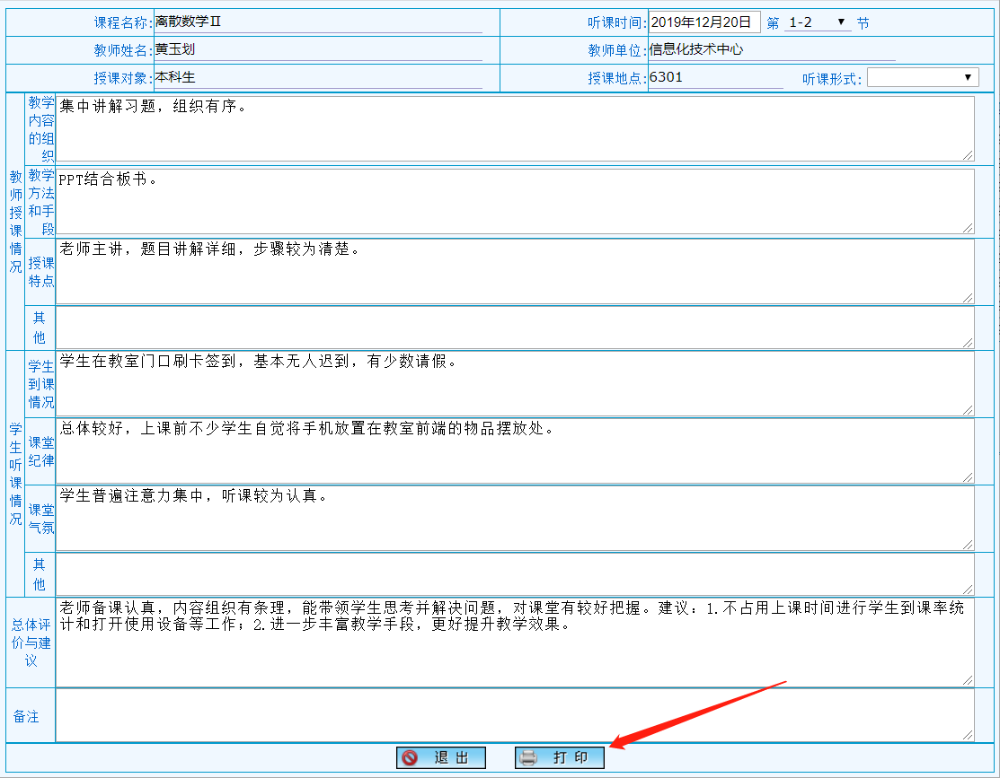 课程名称: 离散数学Ⅱ 听课时间: 2019年12月20日 第 1-2 节
教师姓名: 黄玉划 教师单位: 信息化技术中心
授课对象: 本科生 授课地点: 6301 听课形式:
教师授课情况
教学内容的组织
集中讲解习题，组织有序。
教学方法和手段
PPT结合板书。
授课特点
老师主讲，题目讲解详细，步骤较为清楚。
其他
学生听课情况
学生到课情况
学生在教室门口刷卡签到，基本无人迟到，有少数请假。
课堂纪律
总体较好，上课前不少学生自觉将手机放置在教室前端的物品摆放处。
课堂气氛
学生普遍注意力集中，听课较为认真。
其他
总体评价与建议
老师备课认真，内容组织有条理，能带领学生思考并解决问题，对课堂有较好把握。建议：1.不占用上课时间进行学生到课率统
计和打开使用设备等工作；2.进一步丰富教学手段，更好提升教学效果。
备注
退 出 打 印